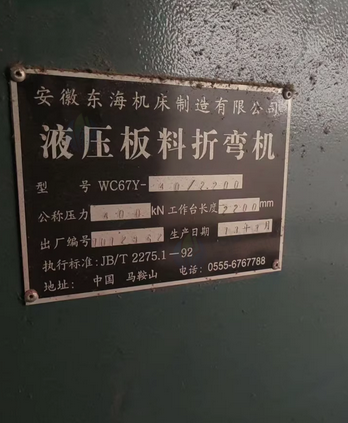 安徽东海机床制造有限公司
液压板料折弯机
型 号 WC67Y-
公称压力 kN 工作台长度 2200 mm
出厂编号 生产日期
执行标准: JB/T 2275.1-92
地址: 中国 马鞍山 电话: 0555-6767788